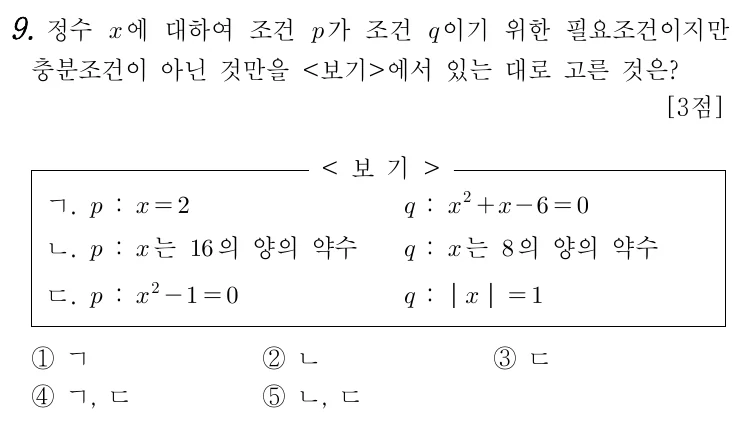 9. 정수 x에 대하여 조건 p가 조건 q이기 위한 필요조건이지만
충분조건이 아닌 것만을 <보기>에서 있는 대로 고른 것은?
[3점]
< 보 기 >
ㄱ. p : x=2 q : x²+x-6=0
ㄴ. p : x는 16의 양의 약수 q : x는 8의 양의 약수
ㄷ. p : x²-1=0 q : |x|=1
① ㄱ ② ㄴ ③ ㄷ
④ ㄱ, ㄷ ⑤ ㄴ, ㄷ